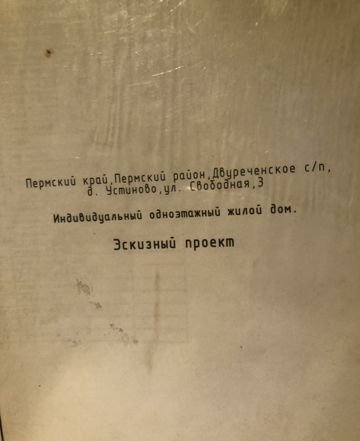 Пермский край,Пермский район,Двуреченское с/п,
д. Устиново,ул. Свободная,3
Индивидуальный одноэтажный жилой дом.
Эскизный проект